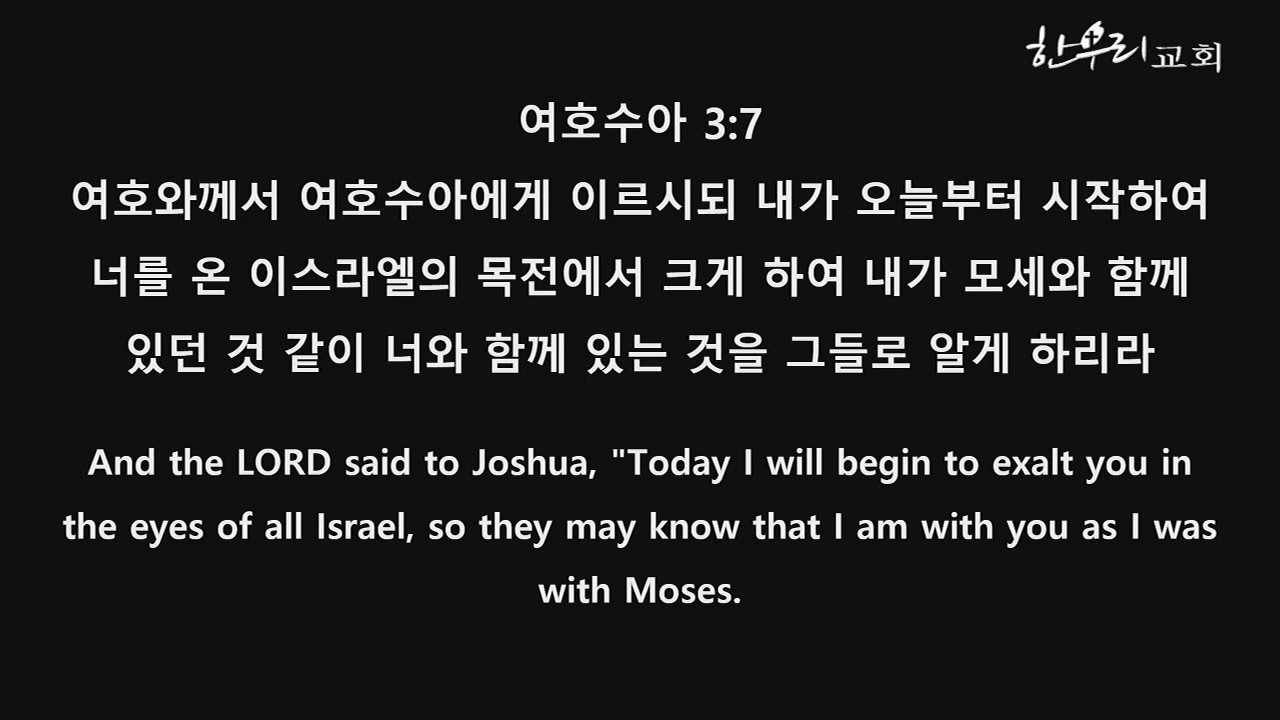 한우리교회
여호수아 3:7
여호와께서 여호수아에게 이르시되 내가 오늘부터 시작하여
너를 온 이스라엘의 목전에서 크게 하여 내가 모세와 함께
있던 것 같이 너와 함께 있는 것을 그들로 알게 하리라
And the LORD said to Joshua, "Today I will begin to exalt you in
the eyes of all Israel, so they may know that I am with you as I was
with Moses.